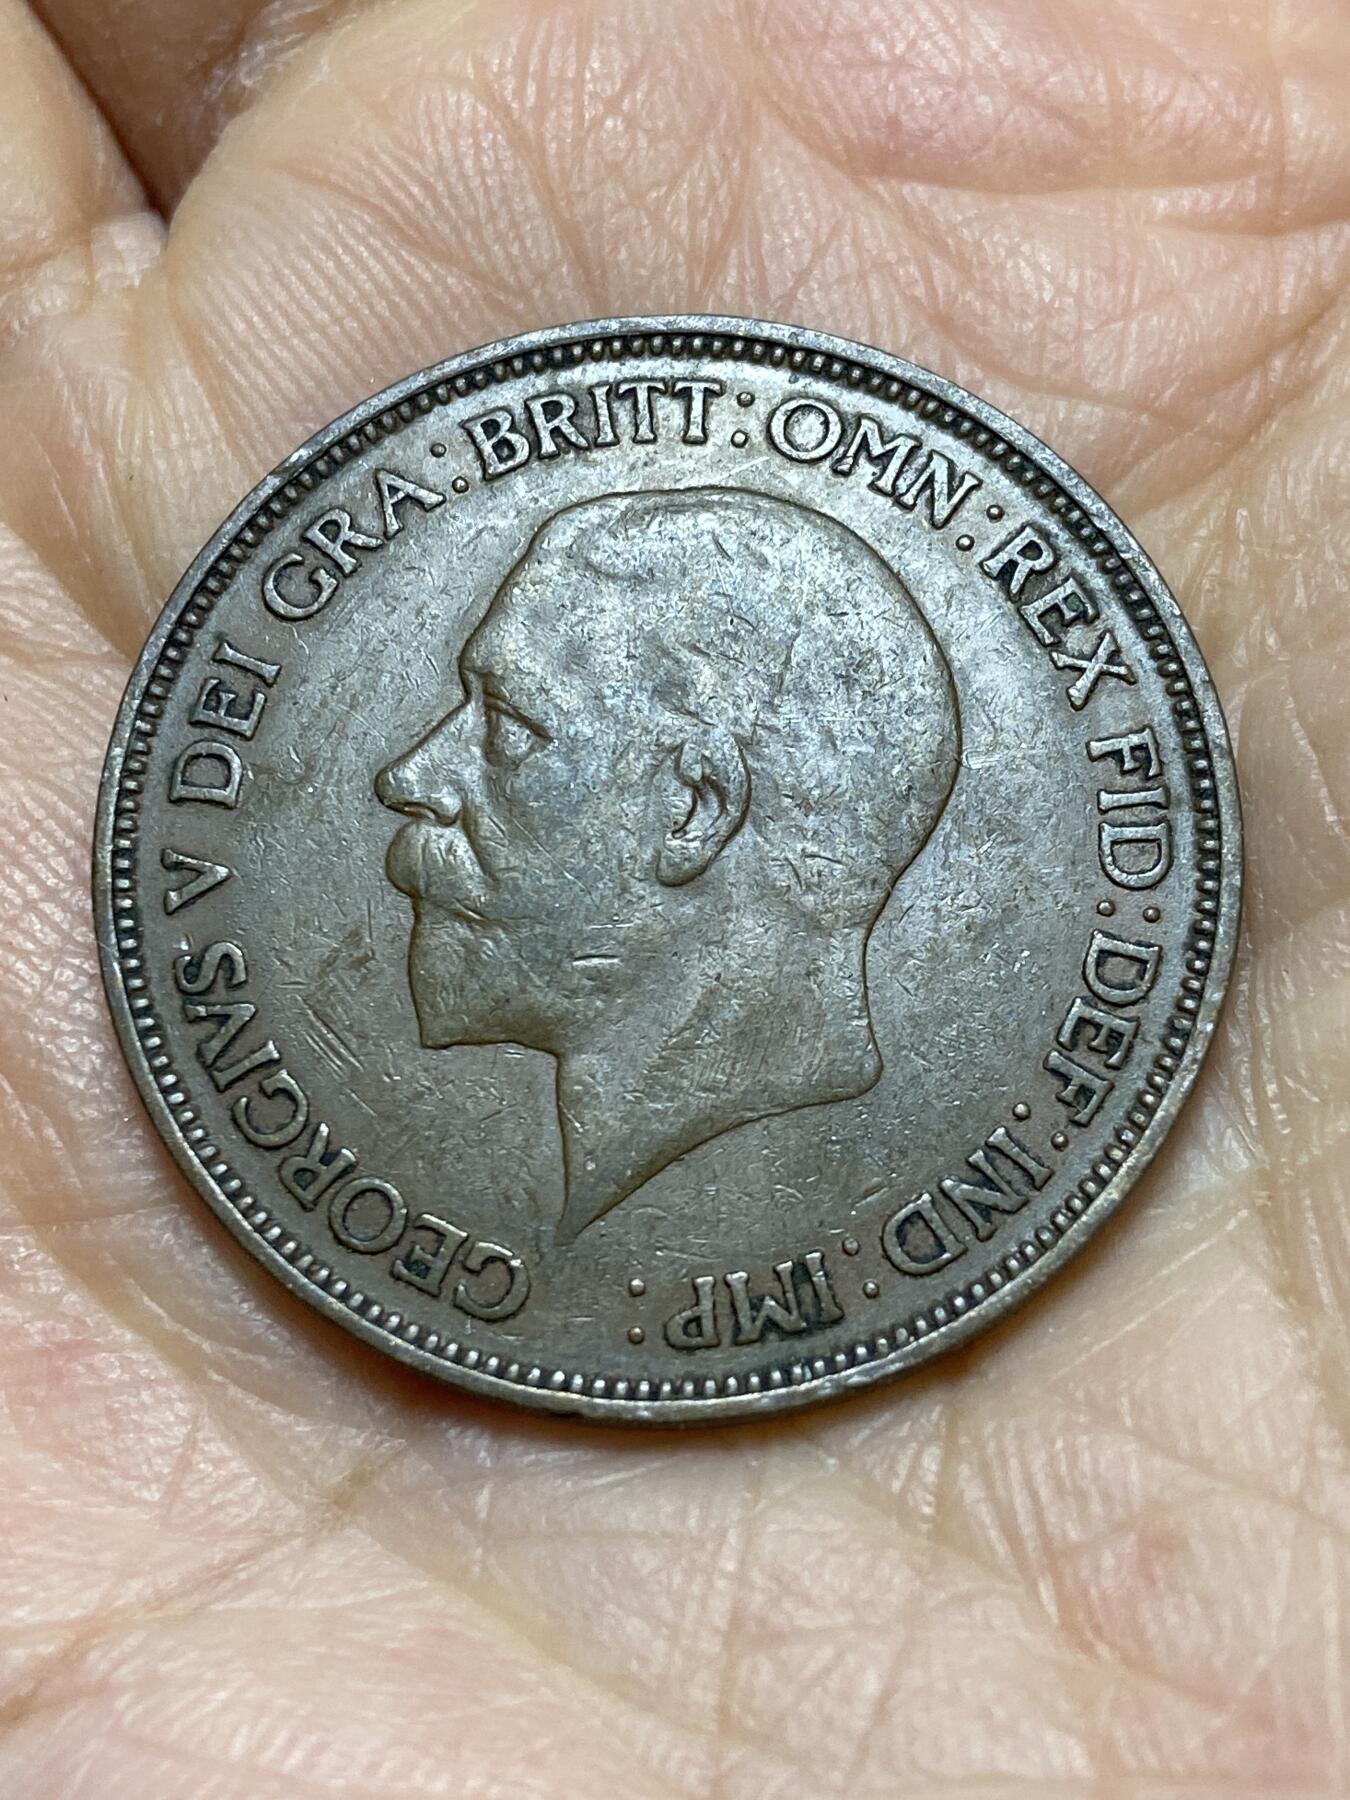 GEORGIVS V DEI GRA: BRITT: OMN: REX FID: DEF: IND: IMP: